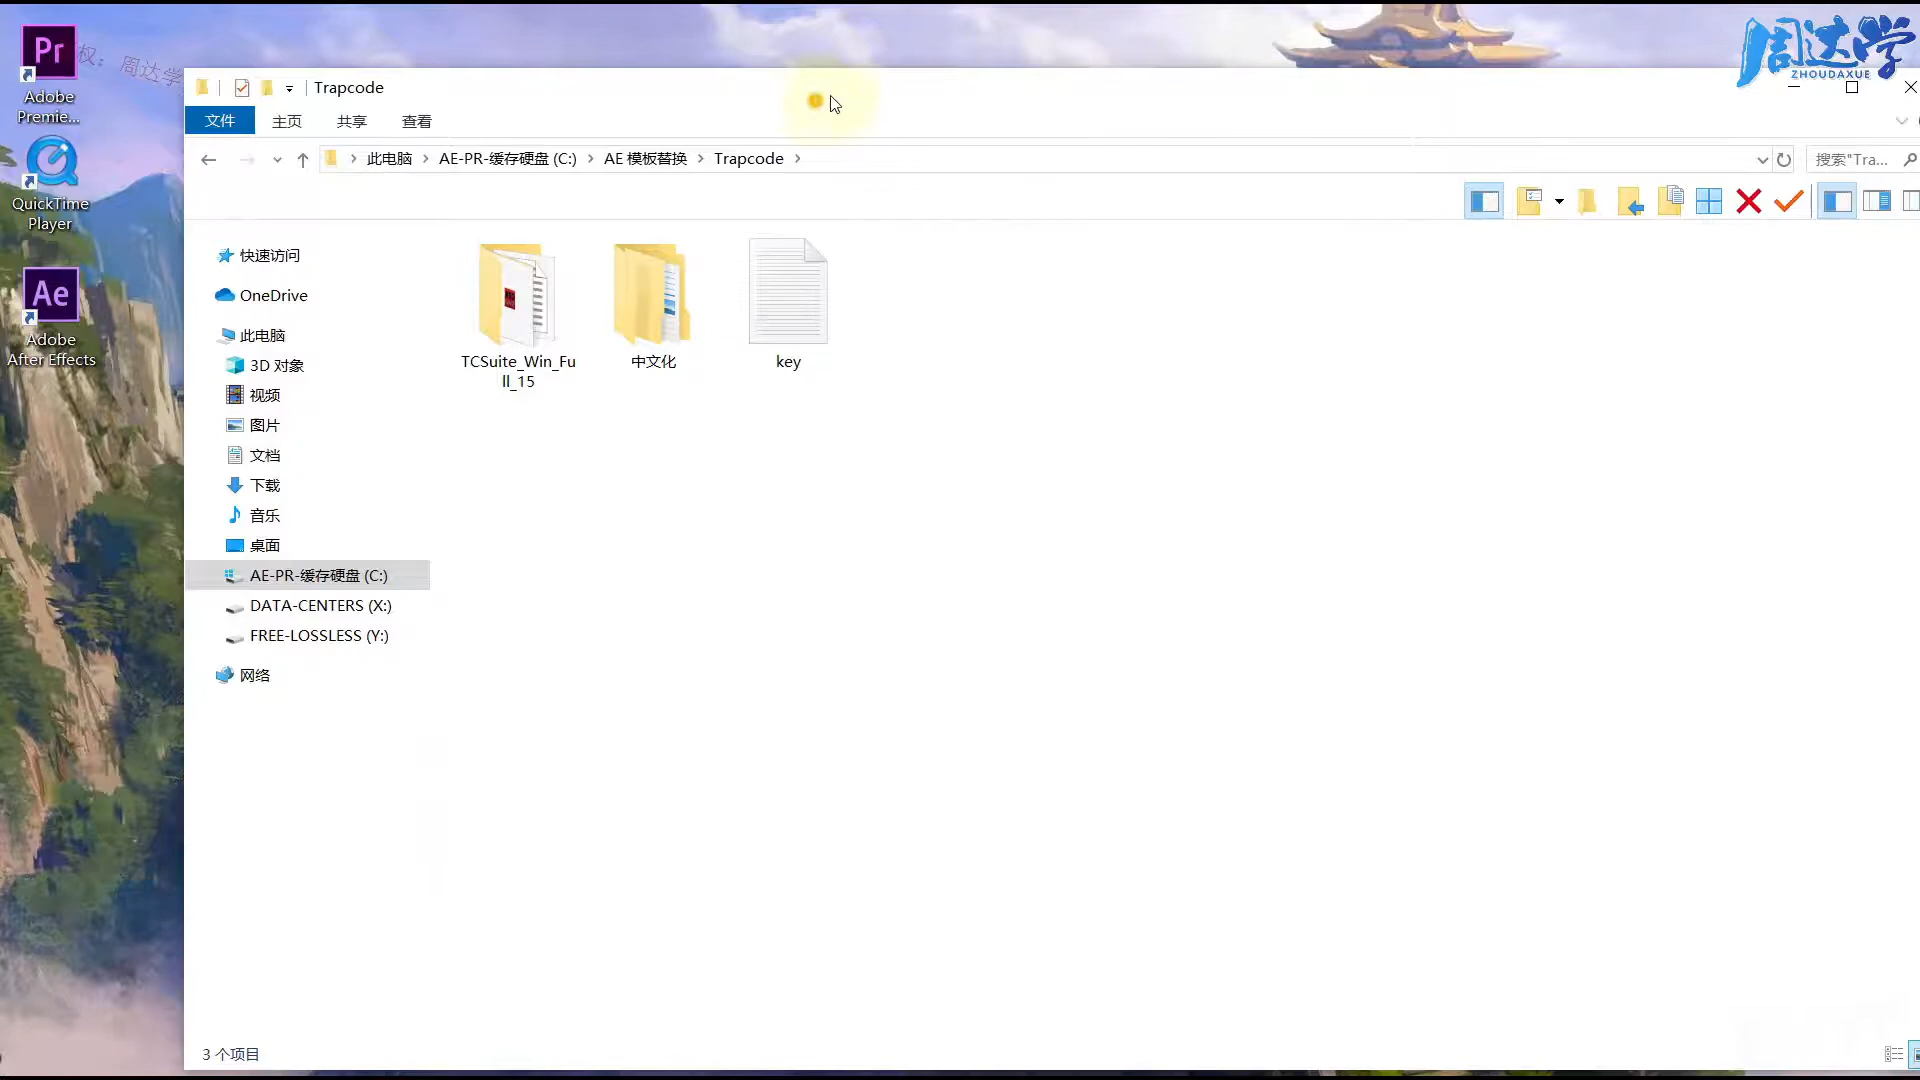 周达学
ZHOUDAXUE
Pr
权：周达学
Adobe
Premie...
QuickTime
Player
Ae
Adobe
After Effects
Trapcode
文件 主页 共享 查看
此电脑 AE-PR-缓存硬盘 (C:) AE 模板替换 Trapcode
搜索"Tra...
快速访问
OneDrive
此电脑
3D 对象
视频
图片
文档
下载
音乐
桌面
AE-PR-缓存硬盘 (C:)
DATA-CENTERS (X:)
FREE-LOSSLESS (Y:)
网络
TCSuite_Win_Fu
ll_15
中文化
key
3 个项目